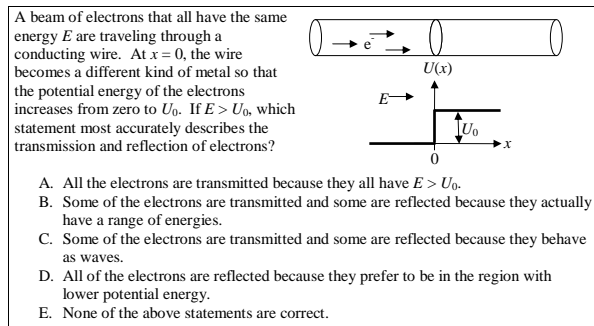 A beam of electrons that all have the same
energy E are traveling through a
conducting wire. At x = 0, the wire
becomes a different kind of metal so that
the potential energy of the electrons
increases from zero to U₀. If E > U₀, which
statement most accurately describes the
transmission and reflection of electrons?
e⁻
U(x)
E
U₀
x
0
A. All the electrons are transmitted because they all have E > U₀.
B. Some of the electrons are transmitted and some are reflected because they actually
have a range of energies.
C. Some of the electrons are transmitted and some are reflected because they behave
as waves.
D. All of the electrons are reflected because they prefer to be in the region with
lower potential energy.
E. None of the above statements are correct.